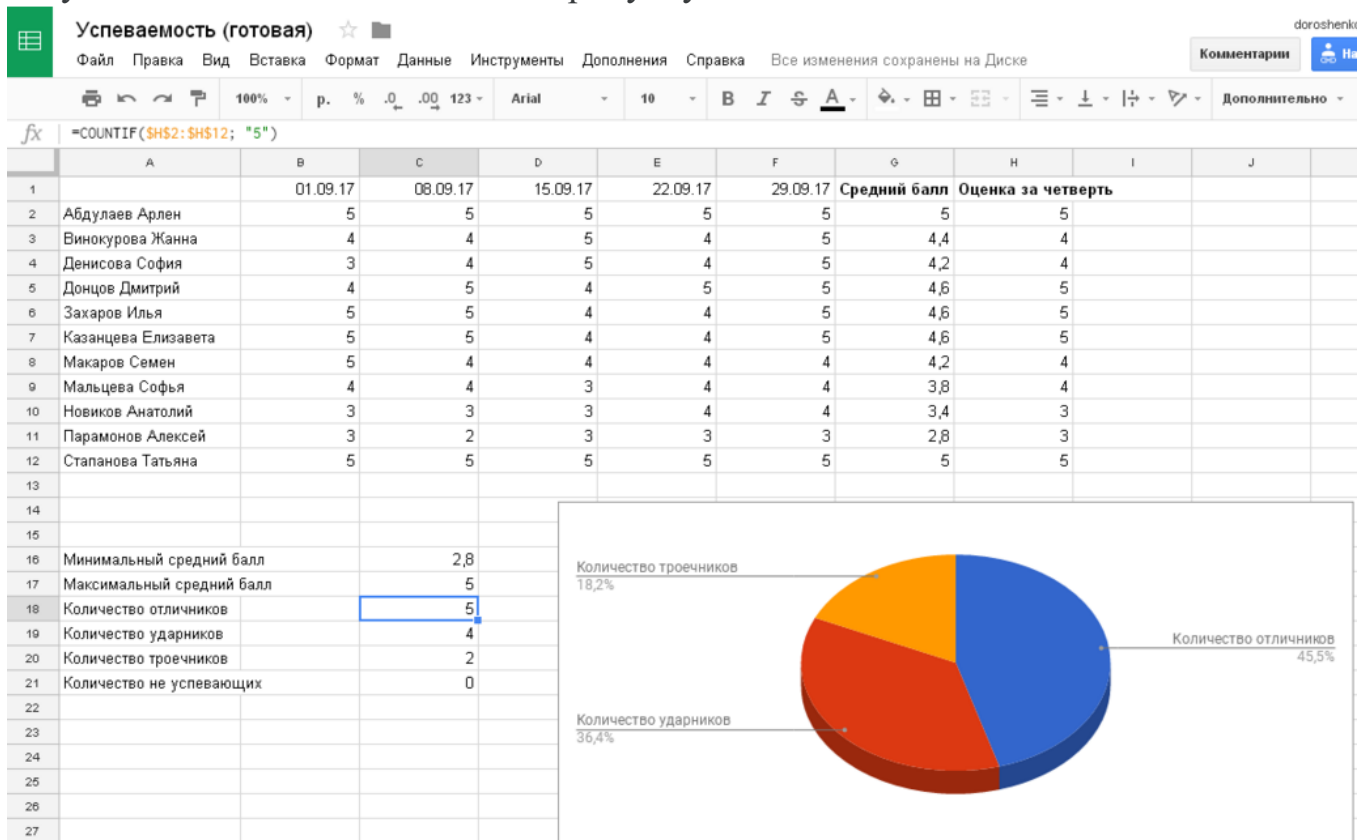 Успеваемость (готовая)
doroshenko
Файл Правка Вид Вставка Формат Данные Инструменты Дополнения Справка Все изменения сохранены на Диске
Комментарии На
100% р. % .0 .00 123 Arial 10 B I S A Дополнительно
fx =COUNTIF($H$2:$H$12; "5")
A B C D E F G H I J
1 01.09.17 08.09.17 15.09.17 22.09.17 29.09.17 Средний балл Оценка за четверть
2 Абдулаев Арлен 5 5 5 5 5 5 5
3 Винокурова Жанна 4 4 5 4 5 4,4 4
4 Денисова София 3 4 5 4 5 4,2 4
5 Донцов Дмитрий 4 5 4 5 5 4,6 5
6 Захаров Илья 5 5 4 4 5 4,6 5
7 Казанцева Елизавета 5 5 4 4 5 4,6 5
8 Макаров Семен 5 4 4 4 4 4,2 4
9 Мальцева Софья 4 4 3 4 4 3,8 4
10 Новиков Анатолий 3 3 3 4 4 3,4 3
11 Парамонов Алексей 3 2 3 3 3 2,8 3
12 Стапанова Татьяна 5 5 5 5 5 5 5
13
14
15
16 Минимальный средний балл 2,8
17 Максимальный средний балл 5
18 Количество отличников 5
19 Количество ударников 4
20 Количество троечников 2
21 Количество не успевающих 0
22
23
24
25
26
27
Количество троечников
18,2%
Количество отличников
45,5%
Количество ударников
36,4%